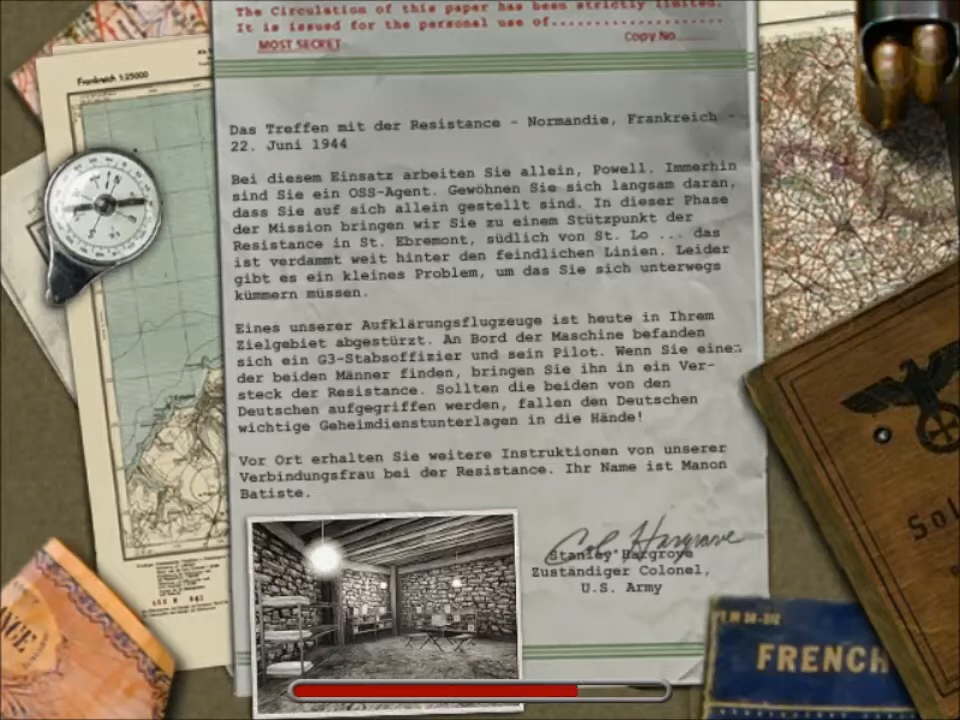 The Circulation of this paper has been strictly limited.
It is issued for the personal use of
MOST SECRET
Copy No
Frankreich 1:25000
Das Treffen mit der Resistance - Normandie, Frankreich -
22. Juni 1944
Bei diesem Einsatz arbeiten Sie allein, Powell. Immerhin
sind Sie ein OSS-Agent. Gewöhnen Sie sich langsam daran,
dass Sie auf sich allein gestellt sind. In dieser Phase
der Mission bringen wir Sie zu einem Stützpunkt der
Resistance in St. Ebremont, südlich von St. Lo ... das
ist verdammt weit hinter den feindlichen Linien. Leider
gibt es ein kleines Problem, um das Sie sich unterwegs
kümmern müssen.
Eines unserer Aufklärungsflugzeuge ist heute in Ihrem
Zielgebiet abgestürzt. An Bord der Maschine befanden
sich ein G3-Stabsoffizier und sein Pilot. Wenn Sie einen
der beiden Männer finden, bringen Sie ihn in ein Ver-
steck der Resistance. Sollten die beiden von den
Deutschen aufgegriffen werden, fallen den Deutschen
wichtige Geheimdienstunterlagen in die Hände!
Vor Ort erhalten Sie weitere Instruktionen von unserer
Verbindungsfrau bei der Resistance. Ihr Name ist Manon
Batiste.
Col Hargrove
Stanley Hargrove
Zuständiger Colonel,
U.S. Army
FRENCH